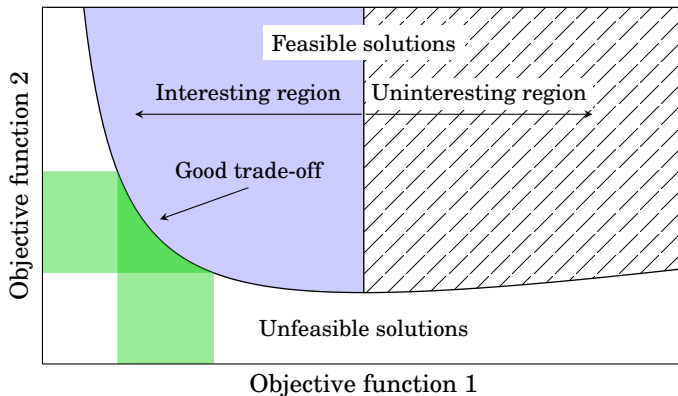 Feasible solutions
Interesting region
Uninteresting region
Good trade-off
Unfeasible solutions
Objective function 1
Objective function 2